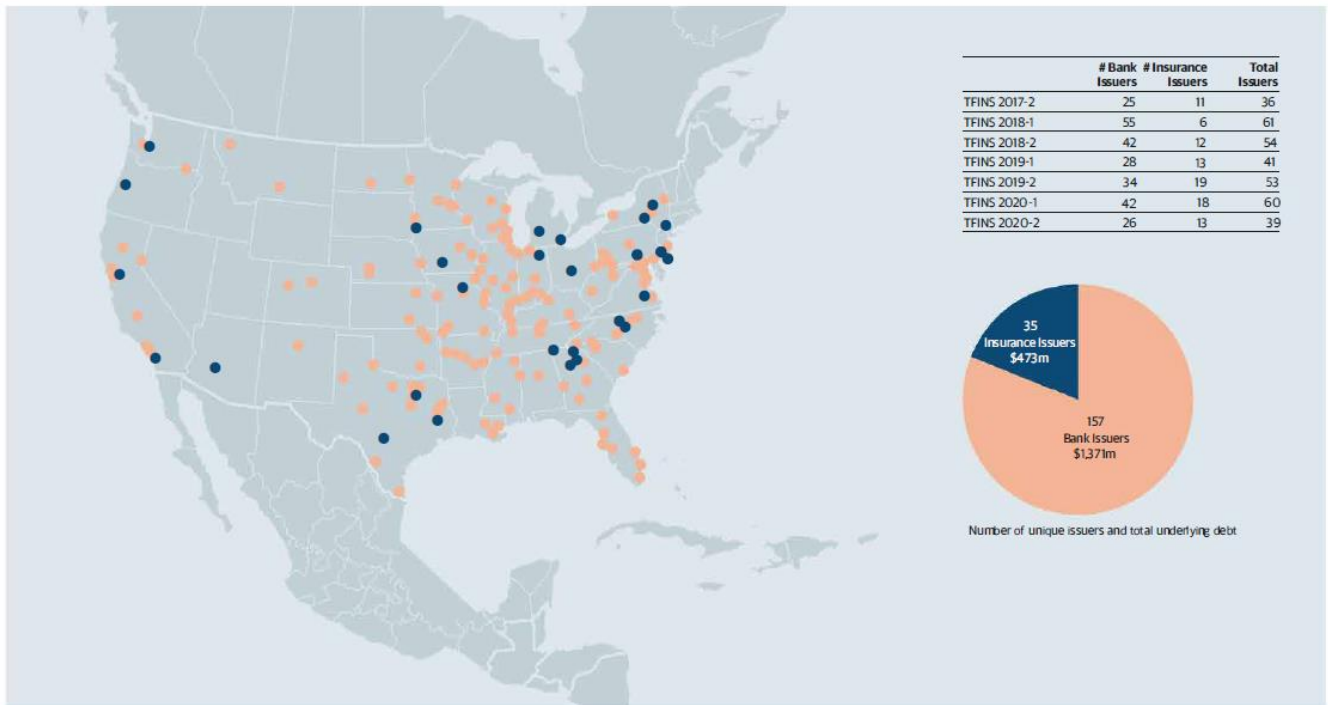 # Bank # Insurance Total
Issuers Issuers Issuers
TFINS 2017-2 25 11 36
TFINS 2018-1 55 6 61
TFINS 2018-2 42 12 54
TFINS 2019-1 28 13 41
TFINS 2019-2 34 19 53
TFINS 2020-1 42 18 60
TFINS 2020-2 26 13 39
35
Insurance Issuers
$473m
157
Bank Issuers
$1,371m
Number of unique issuers and total underlying debt